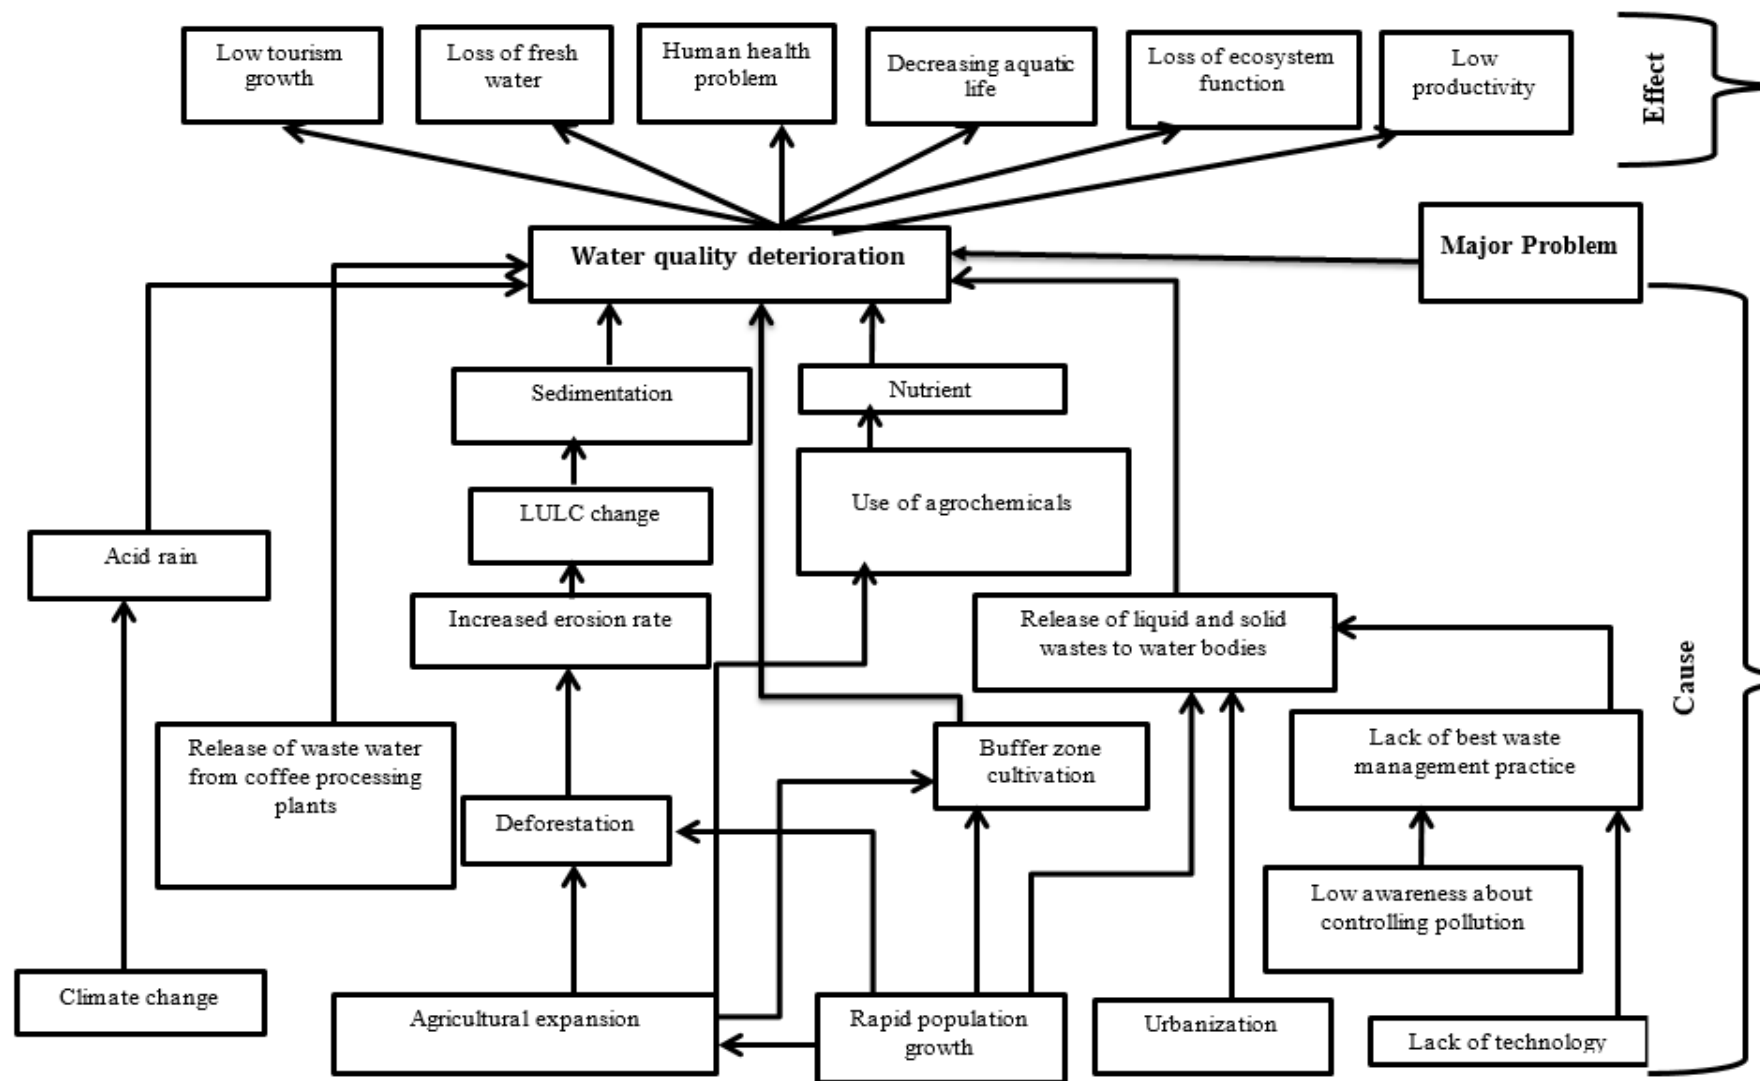 Low tourism
growth
Loss of fresh
water
Human health
problem
Decreasing aquatic
life
Loss of ecosystem
function
Low
productivity
Effect
Water quality deterioration
Major Problem
Sedimentation
Nutrient
LULC change
Use of agrochemicals
Acid rain
Increased erosion rate
Release of liquid and solid
wastes to water bodies
Cause
Release of waste water
from coffee processing
plants
Buffer zone
cultivation
Lack of best waste
management practice
Deforestation
Low awareness about
controlling pollution
Climate change
Agricultural expansion
Rapid population
growth
Urbanization
Lack of technology